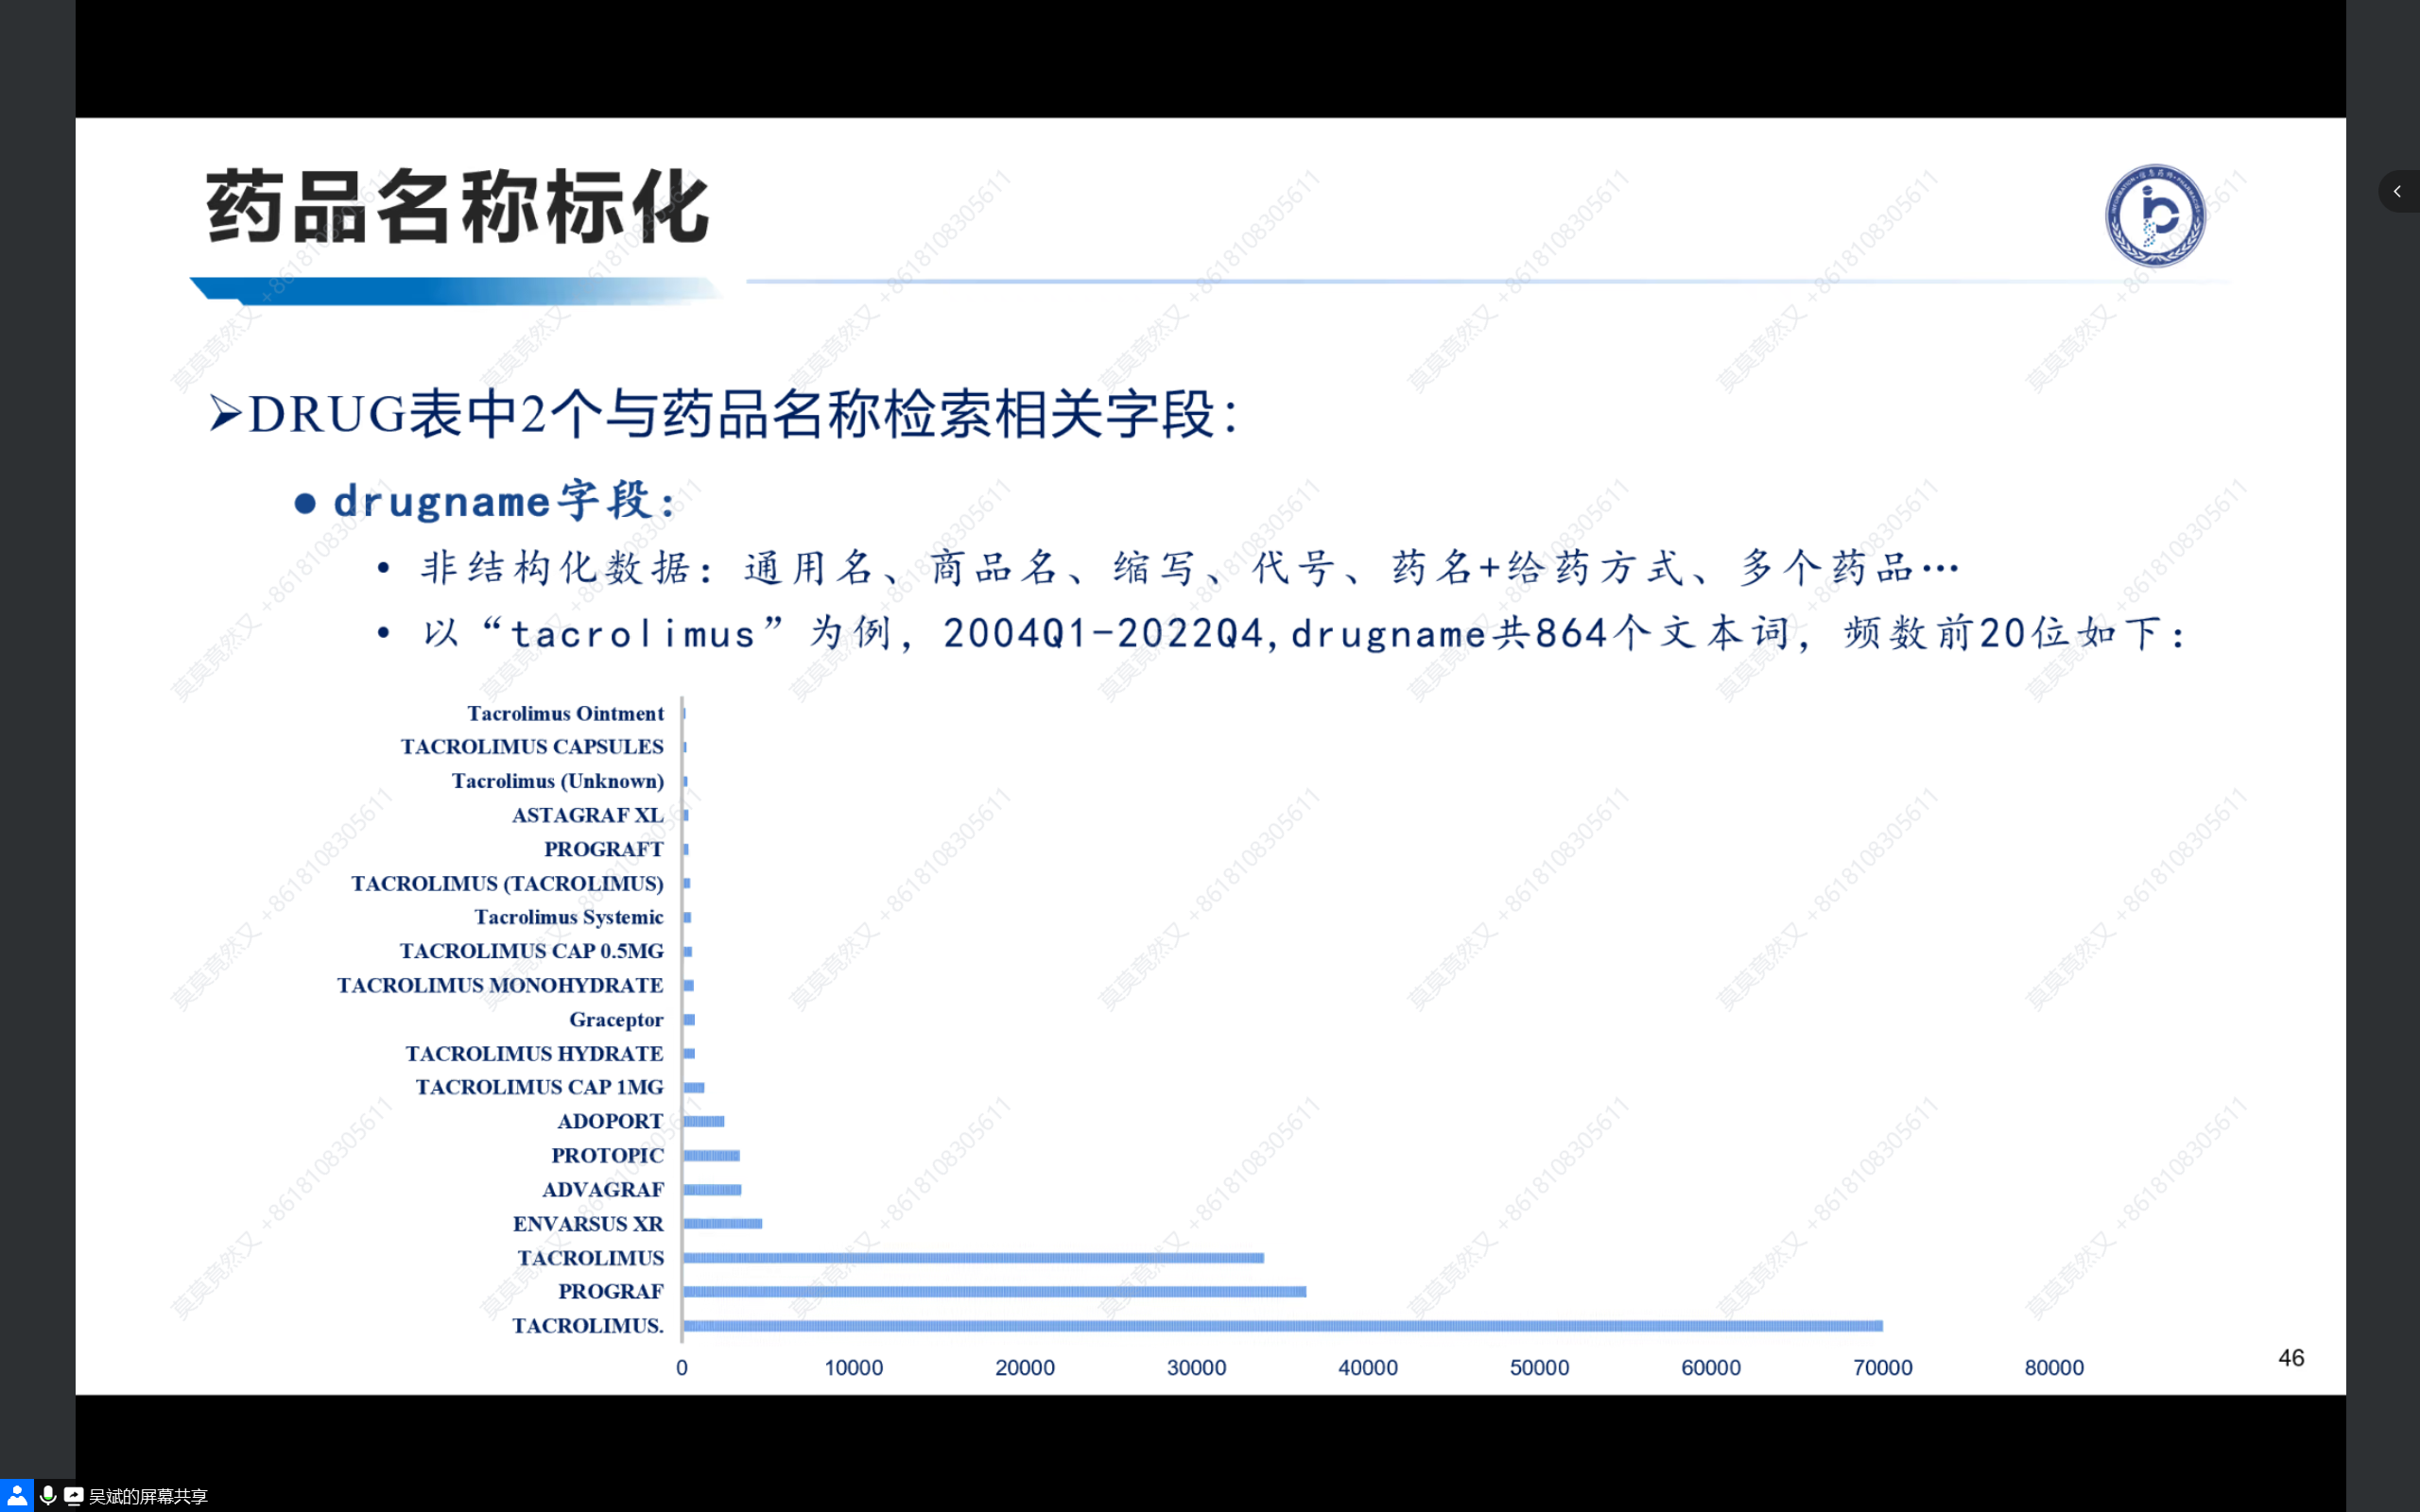 药品名称标化
➢DRUG表中2个与药品名称检索相关字段：
● drugname字段：
• 非结构化数据：通用名、商品名、缩写、代号、药名+给药方式、多个药品…
• 以“tacrolimus”为例，2004Q1-2022Q4,drugname共864个文本词，频数前20位如下：
Tacrolimus Ointment
TACROLIMUS CAPSULES
Tacrolimus (Unknown)
ASTAGRAF XL
PROGRAFT
TACROLIMUS (TACROLIMUS)
Tacrolimus Systemic
TACROLIMUS CAP 0.5MG
TACROLIMUS MONOHYDRATE
Graceptor
TACROLIMUS HYDRATE
TACROLIMUS CAP 1MG
ADOPORT
PROTOPIC
ADVAGRAF
ENVARSUS XR
TACROLIMUS
PROGRAF
TACROLIMUS.
0 10000 20000 30000 40000 50000 60000 70000 80000
46
莫莫竟然又 +8618108305611
吴斌的屏幕共享